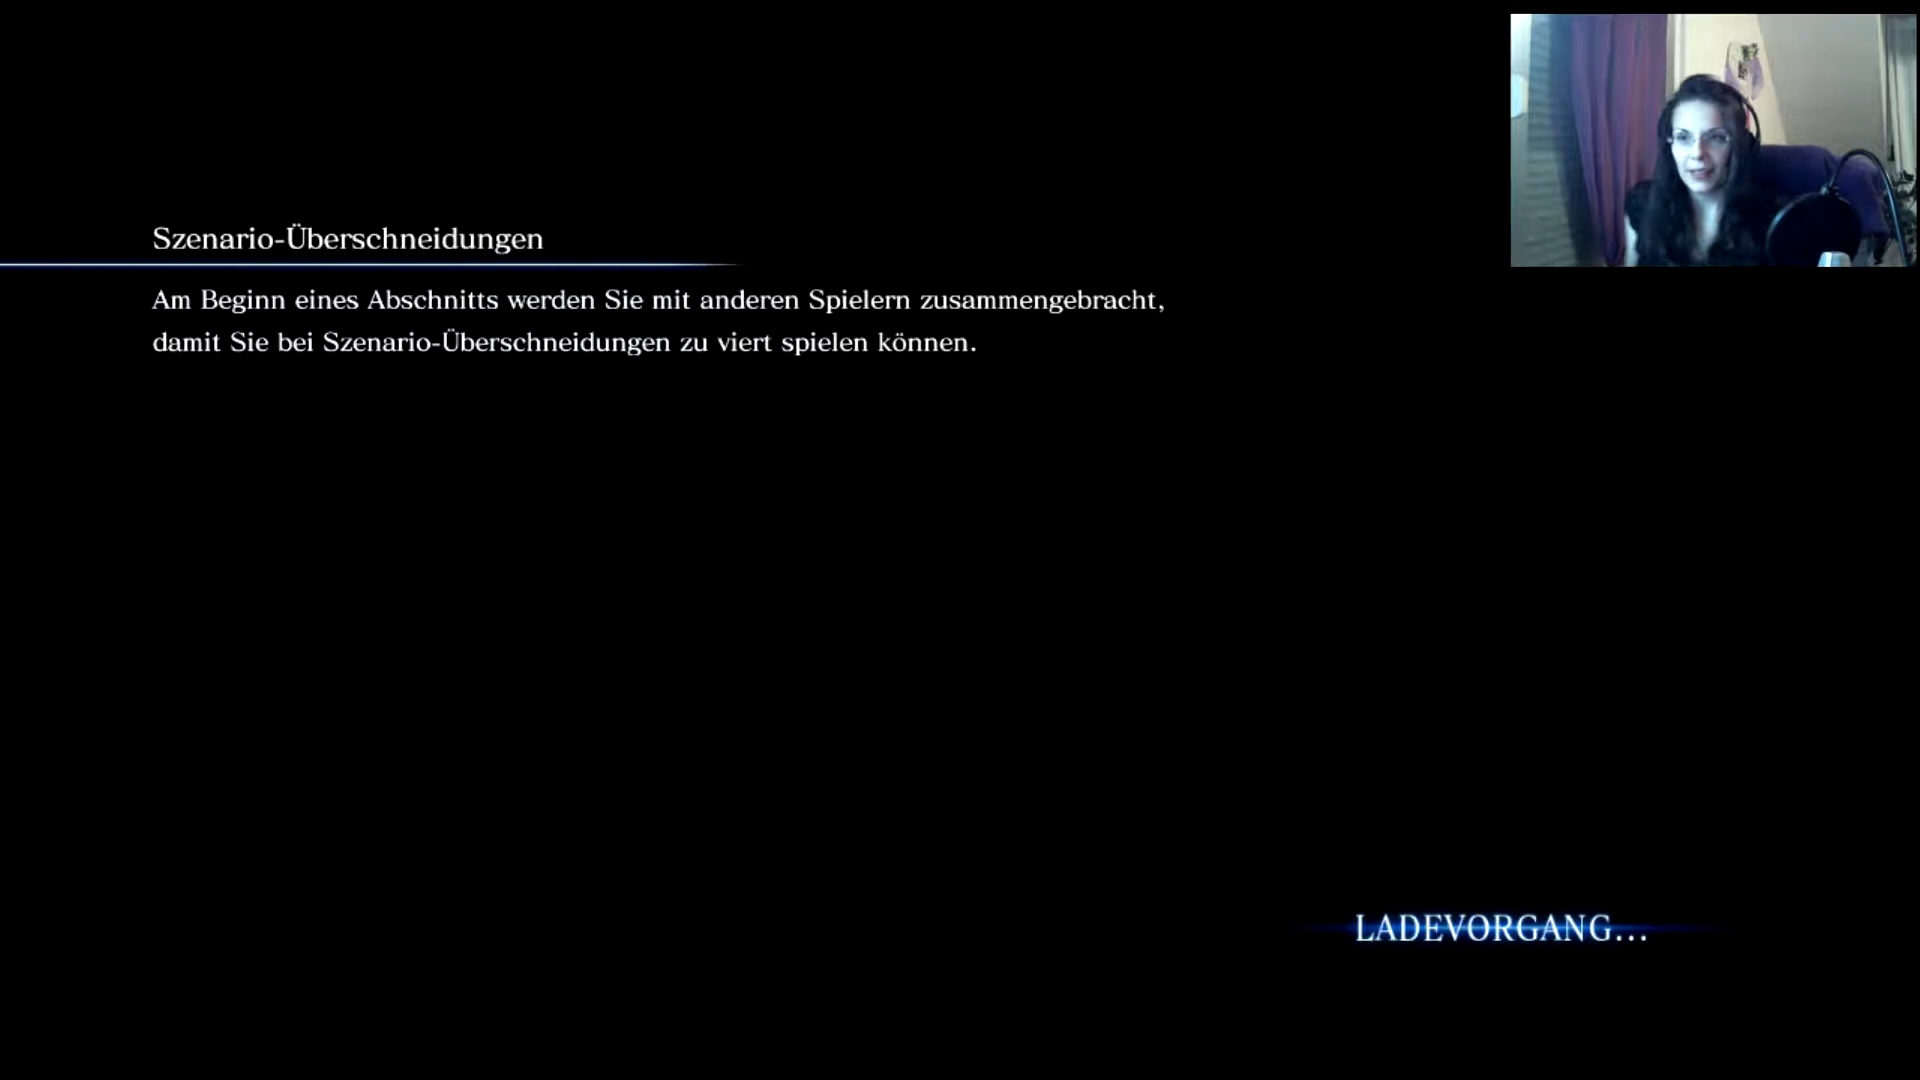 Szenario-Überschneidungen
Am Beginn eines Abschnitts werden Sie mit anderen Spielern zusammengebracht,
damit Sie bei Szenario-Überschneidungen zu viert spielen können.
LADEVORGANG...